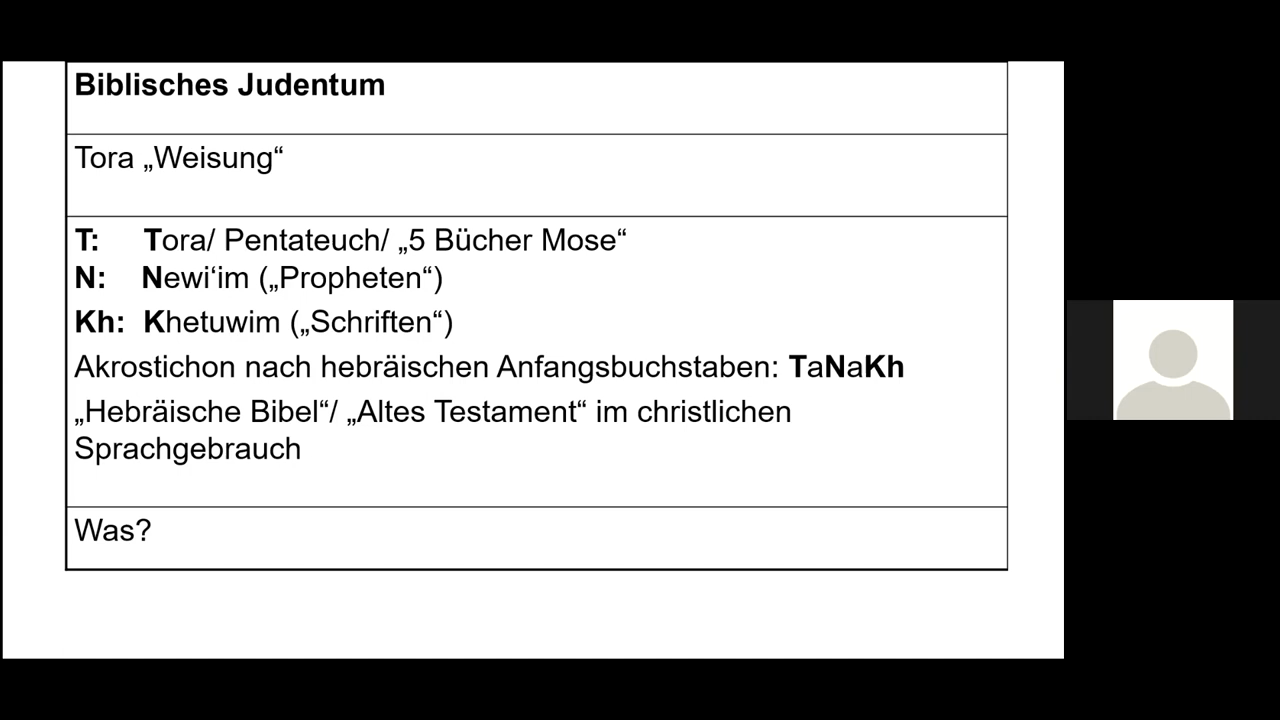 Biblisches Judentum
Tora „Weisung“
T: Tora/ Pentateuch/ „5 Bücher Mose“
N: Newi‘im („Propheten“)
Kh: Khetuwim („Schriften“)
Akrostichon nach hebräischen Anfangsbuchstaben: TaNaKh
„Hebräische Bibel“/ „Altes Testament“ im christlichen
Sprachgebrauch
Was?